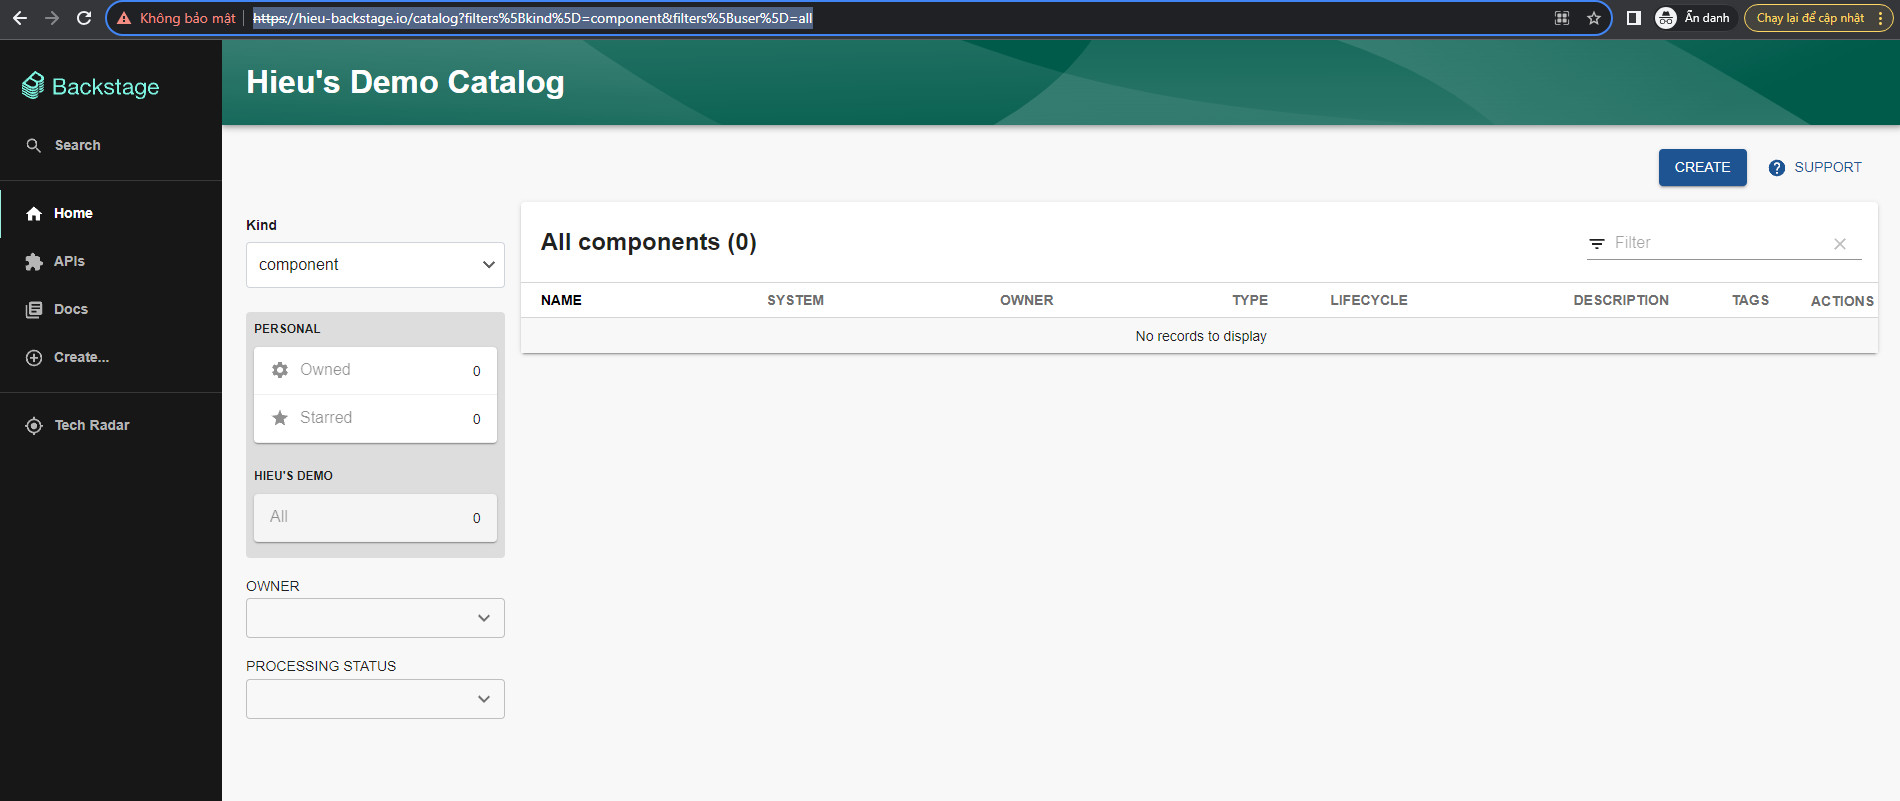 Không bảo mật https://hieu-backstage.io/catalog?filters%5Bkind%5D=component&filters%5Buser%5D=all Ẩn danh Chạy lại để cập nhật
Backstage
Hieu's Demo Catalog
Search
CREATE SUPPORT
Home
APIs
Docs
Create...
Tech Radar
Kind
component
PERSONAL
Owned 0
Starred 0
HIEU'S DEMO
All 0
OWNER
PROCESSING STATUS
All components (0) Filter
NAME SYSTEM OWNER TYPE LIFECYCLE DESCRIPTION TAGS ACTIONS
No records to display